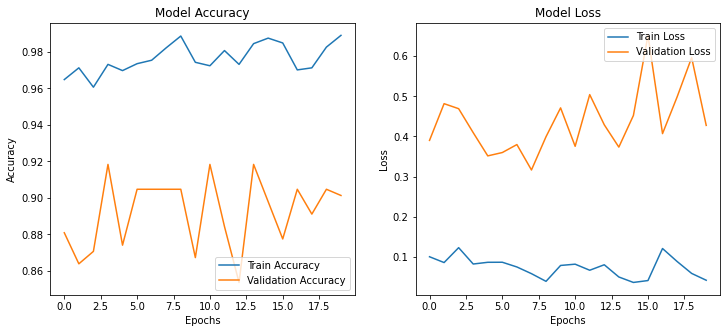 Model Accuracy
0.98
0.96
0.94
0.92
0.90
0.88
0.86
Accuracy
Train Accuracy
Validation Accuracy
0.0 2.5 5.0 7.5 10.0 12.5 15.0 17.5
Epochs
Model Loss
Train Loss
Validation Loss
0.6
0.5
0.4
0.3
0.2
0.1
Loss
0.0 2.5 5.0 7.5 10.0 12.5 15.0 17.5
Epochs